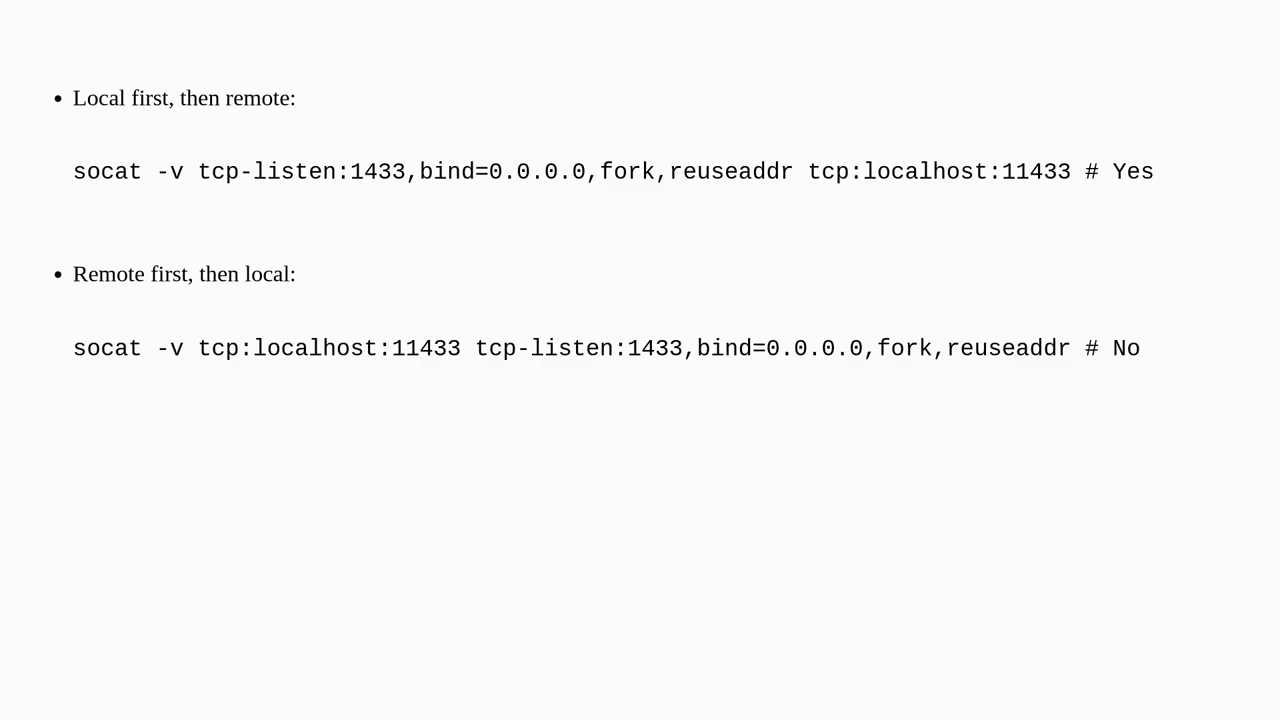 • Local first, then remote:
socat -v tcp-listen:1433,bind=0.0.0.0,fork,reuseaddr tcp:localhost:11433 # Yes
• Remote first, then local:
socat -v tcp:localhost:11433 tcp-listen:1433,bind=0.0.0.0,fork,reuseaddr # No